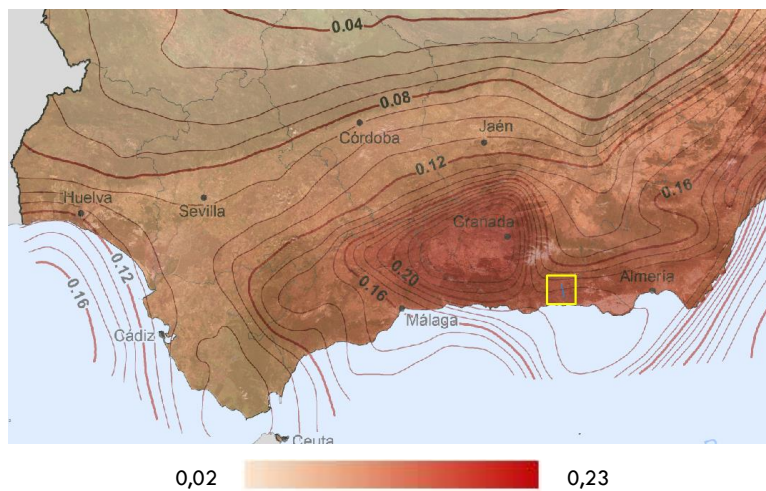 0.04
0.08
Córdoba
Jaén
0.12
0.16
Huelva
Sevilla
Granada
0.12
0.16
0.20
0.16
Almería
Málaga
Cádiz
Ceuta
0,02
0,23